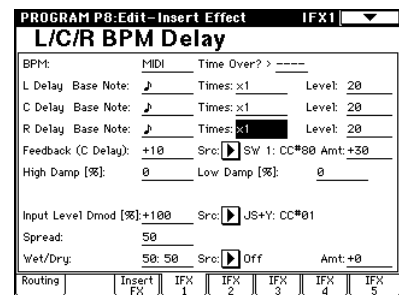 PROGRAM P8:Edit-Insert Effect IFX1
L/C/R BPM Delay
BPM: MIDI Time Over? > ----
L Delay Base Note: ♪ Times: x1 Level: 20
C Delay Base Note: ♪ Times: x1 Level: 20
R Delay Base Note: ♪ Times: x1 Level: 20
Feedback (C Delay): +10 Src: SW 1: CC#80 Amt: +30
High Damp [%]: 0 Low Damp [%]: 0
Input Level Dmod [%]: +100 Src: JS+Y: CC#01
Spread: 50
Wet/Dry: 50: 50 Src: Off Amt: +0
Routing Insert FX IFX 1 IFX 2 IFX 3 IFX 4 IFX 5